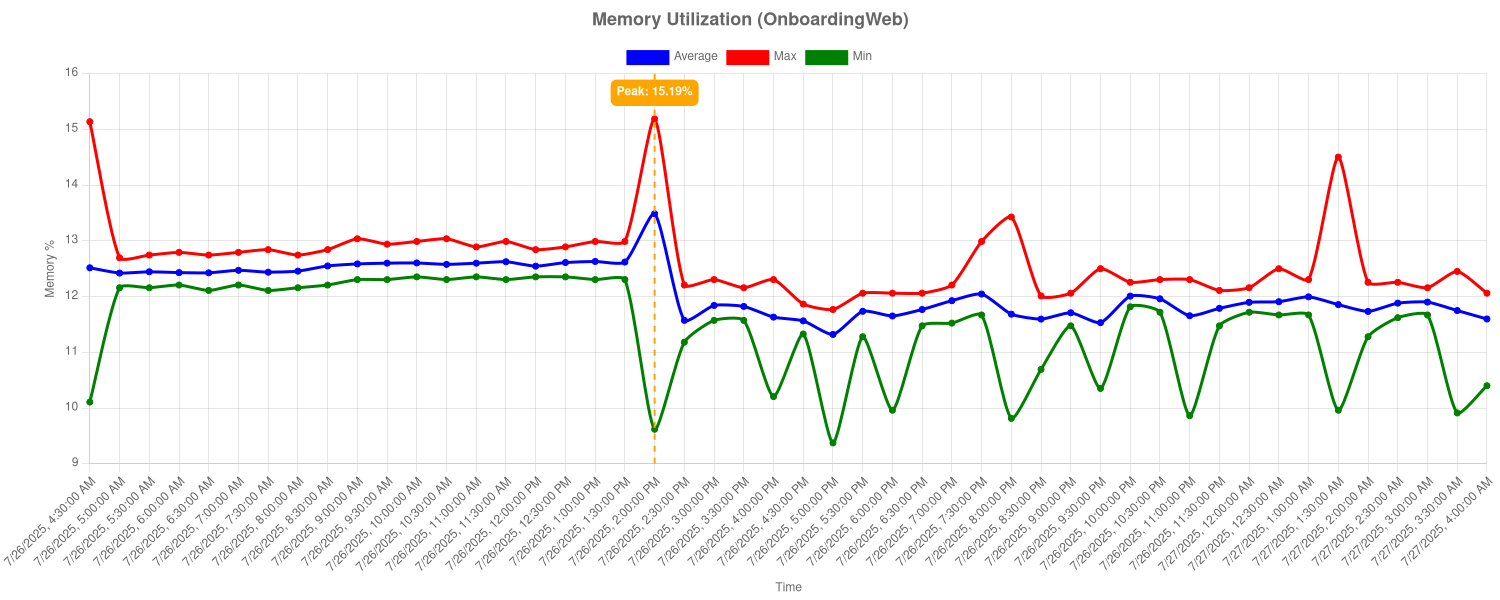 Memory Utilization (OnboardingWeb)
Average
Max
Min
Peak: 15.19%
16
15
14
13
12
11
10
9
Memory %
7/26/2025, 4:30:00 AM
7/26/2025, 5:00:00 AM
7/26/2025, 5:30:00 AM
7/26/2025, 6:00:00 AM
7/26/2025, 6:30:00 AM
7/26/2025, 7:00:00 AM
7/26/2025, 7:30:00 AM
7/26/2025, 8:00:00 AM
7/26/2025, 8:30:00 AM
7/26/2025, 9:00:00 AM
7/26/2025, 9:30:00 AM
7/26/2025, 10:00:00 AM
7/26/2025, 10:30:00 AM
7/26/2025, 11:00:00 AM
7/26/2025, 11:30:00 AM
7/26/2025, 12:00:00 PM
7/26/2025, 12:30:00 PM
7/26/2025, 1:00:00 PM
7/26/2025, 1:30:00 PM
7/26/2025, 2:00:00 PM
7/26/2025, 2:30:00 PM
7/26/2025, 3:00:00 PM
7/26/2025, 3:30:00 PM
7/26/2025, 4:00:00 PM
7/26/2025, 4:30:00 PM
7/26/2025, 5:00:00 PM
7/26/2025, 5:30:00 PM
7/26/2025, 6:00:00 PM
7/26/2025, 6:30:00 PM
7/26/2025, 7:00:00 PM
7/26/2025, 7:30:00 PM
7/26/2025, 8:00:00 PM
7/26/2025, 8:30:00 PM
7/26/2025, 9:00:00 PM
7/26/2025, 9:30:00 PM
7/26/2025, 10:00:00 PM
7/26/2025, 10:30:00 PM
7/26/2025, 11:00:00 PM
7/26/2025, 11:30:00 PM
7/27/2025, 12:00:00 AM
7/27/2025, 12:30:00 AM
7/27/2025, 1:00:00 AM
7/27/2025, 1:30:00 AM
7/27/2025, 2:00:00 AM
7/27/2025, 2:30:00 AM
7/27/2025, 3:00:00 AM
7/27/2025, 3:30:00 AM
7/27/2025, 4:00:00 AM
Time